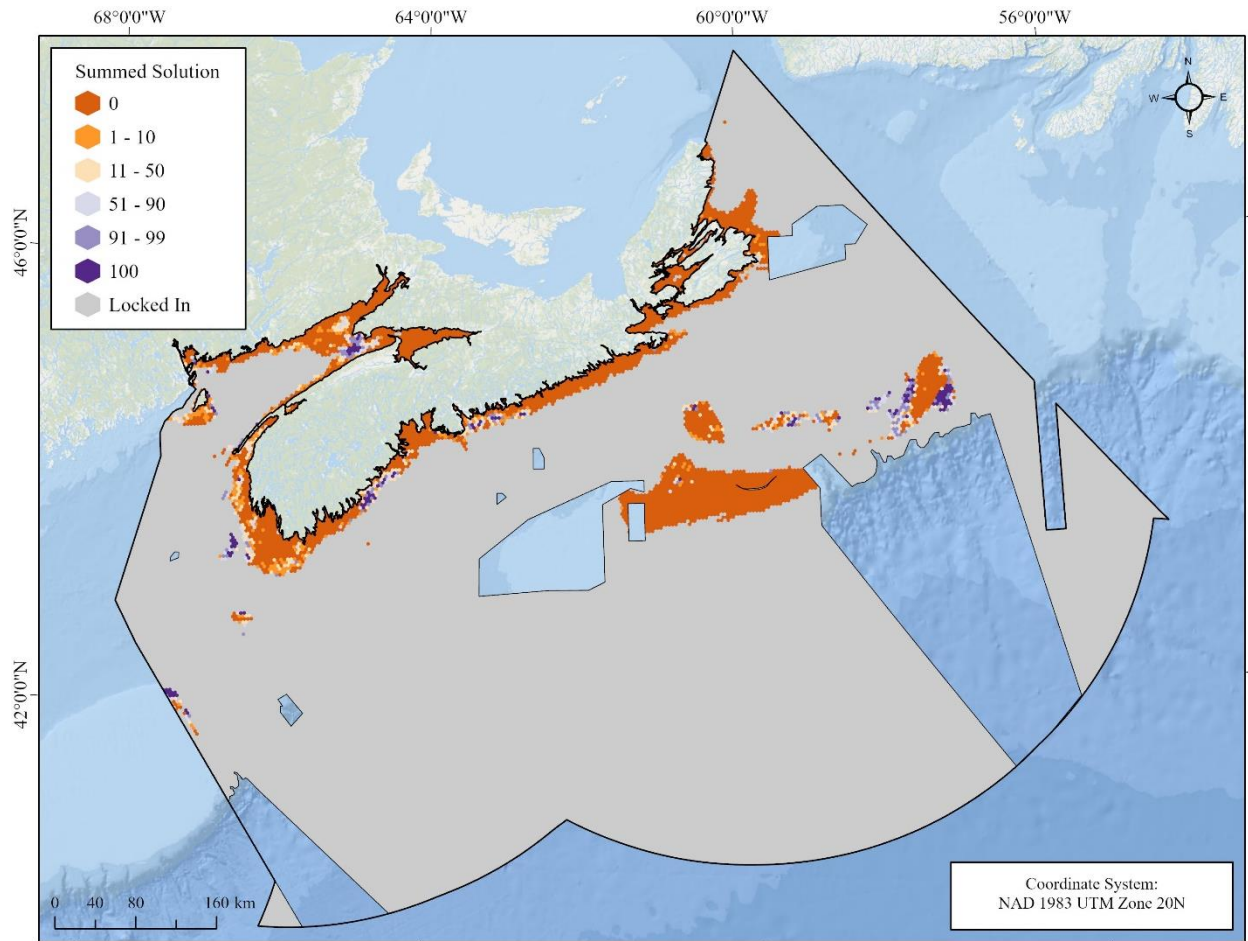 68°0'0"W 64°0'0"W 60°0'0"W 56°0'0"W
Summed Solution
0
1 - 10
11 - 50
51 - 90
91 - 99
100
Locked In
N
W E
S
46°0'0"N
42°0'0"N
0 40 80 160 km
Coordinate System:
NAD 1983 UTM Zone 20N